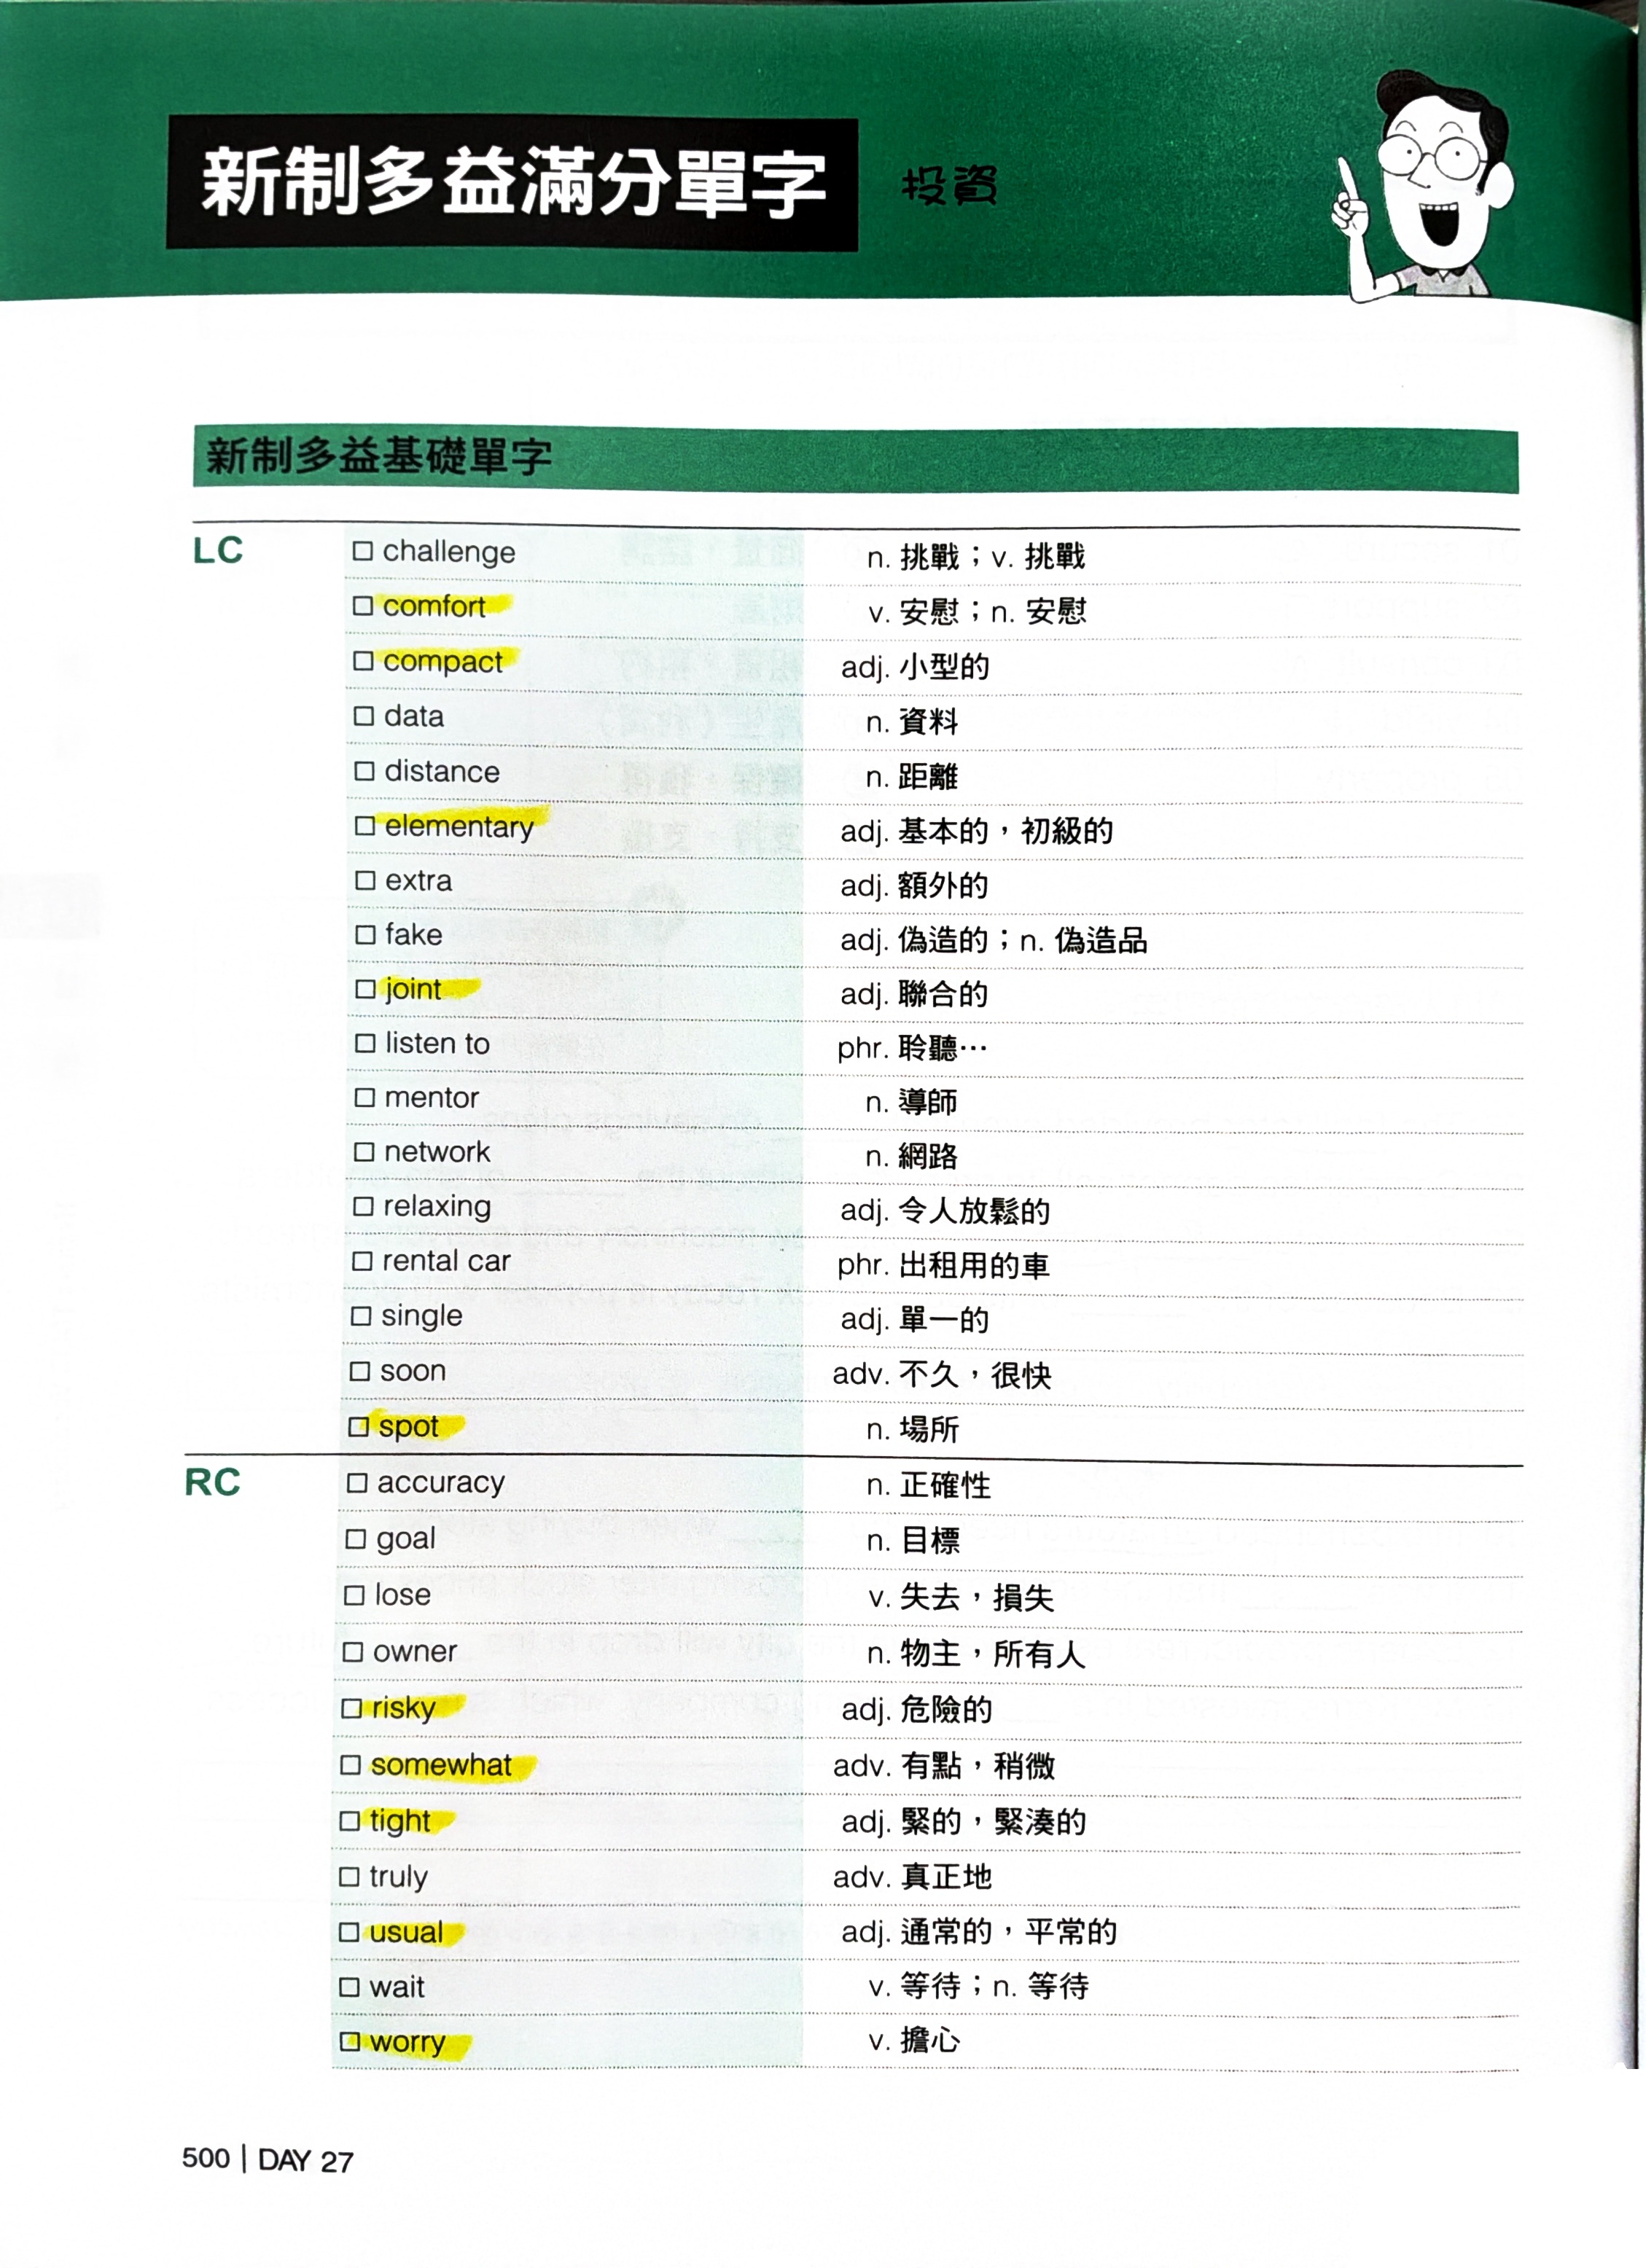 新制多益滿分單字 投資
新制多益基礎單字
LC □ challenge n. 挑戰；v. 挑戰
□ comfort v. 安慰；n. 安慰
□ compact adj. 小型的
□ data n. 資料
□ distance n. 距離
□ elementary adj. 基本的，初級的
□ extra adj. 額外的
□ fake adj. 偽造的；n. 偽造品
□ joint adj. 聯合的
□ listen to phr. 聆聽…
□ mentor n. 導師
□ network n. 網路
□ relaxing adj. 令人放鬆的
□ rental car phr. 出租用的車
□ single adj. 單一的
□ soon adv. 不久，很快
□ spot n. 場所
RC □ accuracy n. 正確性
□ goal n. 目標
□ lose v. 失去，損失
□ owner n. 物主，所有人
□ risky adj. 危險的
□ somewhat adv. 有點，稍微
□ tight adj. 緊的，緊湊的
□ truly adv. 真正地
□ usual adj. 通常的，平常的
□ wait v. 等待；n. 等待
□ worry v. 擔心
500 | DAY 27